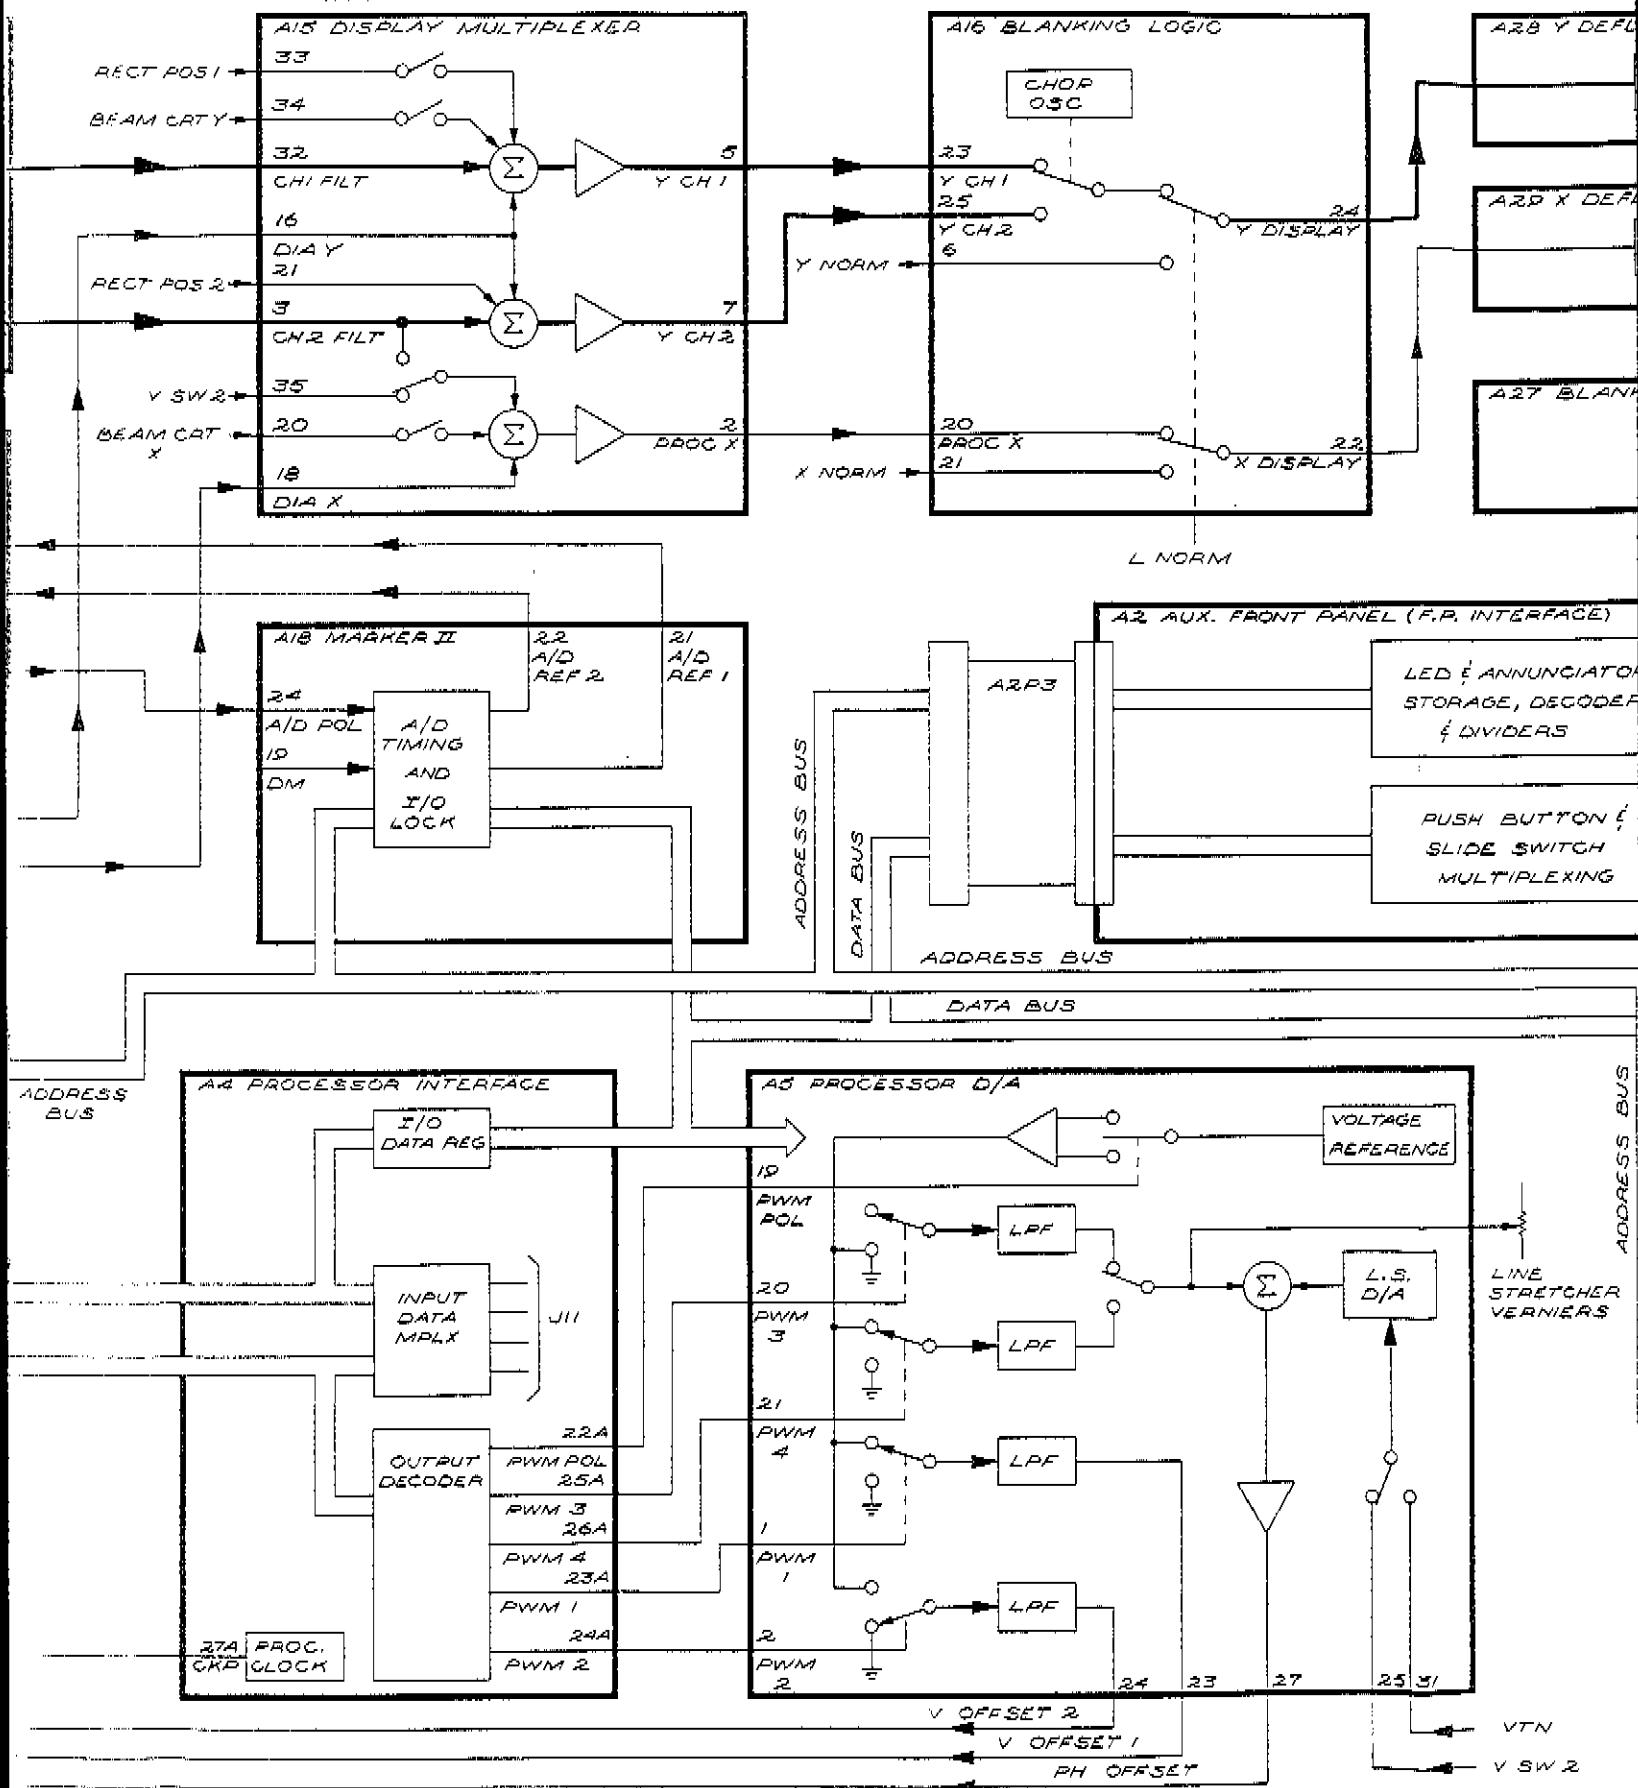 A15 DISPLAY MULTIPLEXER
RECT POS 1
33
BEAM CRT Y
34
32
CH1 FILT
5
Y CH 1
16
DIA Y
21
RECT POS 2
3
CH2 FILT
7
Y CH2
V SW 2
35
BEAM CRT
X
20
2
PROC X
18
DIA X
A16 BLANKING LOGIC
CHOP
OSC
23
Y CH 1
25
Y CH 2
Y NORM
6
24
Y DISPLAY
20
PROC X
X NORM
21
22
X DISPLAY
L NORM
A28 Y DEFL
A29 X DEFL
A27 BLANK
A18 MARKER II
22
A/D
REF 2
21
A/D
REF 1
24
A/D POL
19
DM
A/D
TIMING
AND
I/O
LOCK
A2 AUX. FRONT PANEL (F.P. INTERFACE)
A2P3
LED & ANNUNCIATOR
STORAGE, DECODER
& DIVIDERS
PUSH BUTTON &
SLIDE SWITCH
MULTIPLEXING
ADDRESS BUS
DATA BUS
ADDRESS BUS
DATA BUS
ADDRESS
BUS
ADDRESS BUS
A4 PROCESSOR INTERFACE
I/O
DATA REG
INPUT
DATA
MPLX
J11
OUTPUT
DECODER
22A
PWM POL
25A
PWM 3
26A
PWM 4
23A
PWM 1
24A
PWM 2
27A
CKP
PROC.
CLOCK
A5 PROCESSOR D/A
VOLTAGE
REFERENCE
19
PWM
POL
LPF
20
PWM
3
LPF
21
PWM
4
LPF
1
PWM
1
LPF
2
PWM
2
Σ
L.S.
D/A
LINE
STRETCHER
VERNIERS
24
23
27
25
31
V OFFSET 2
V OFFSET 1
PH OFFSET
VTN
V SW 2